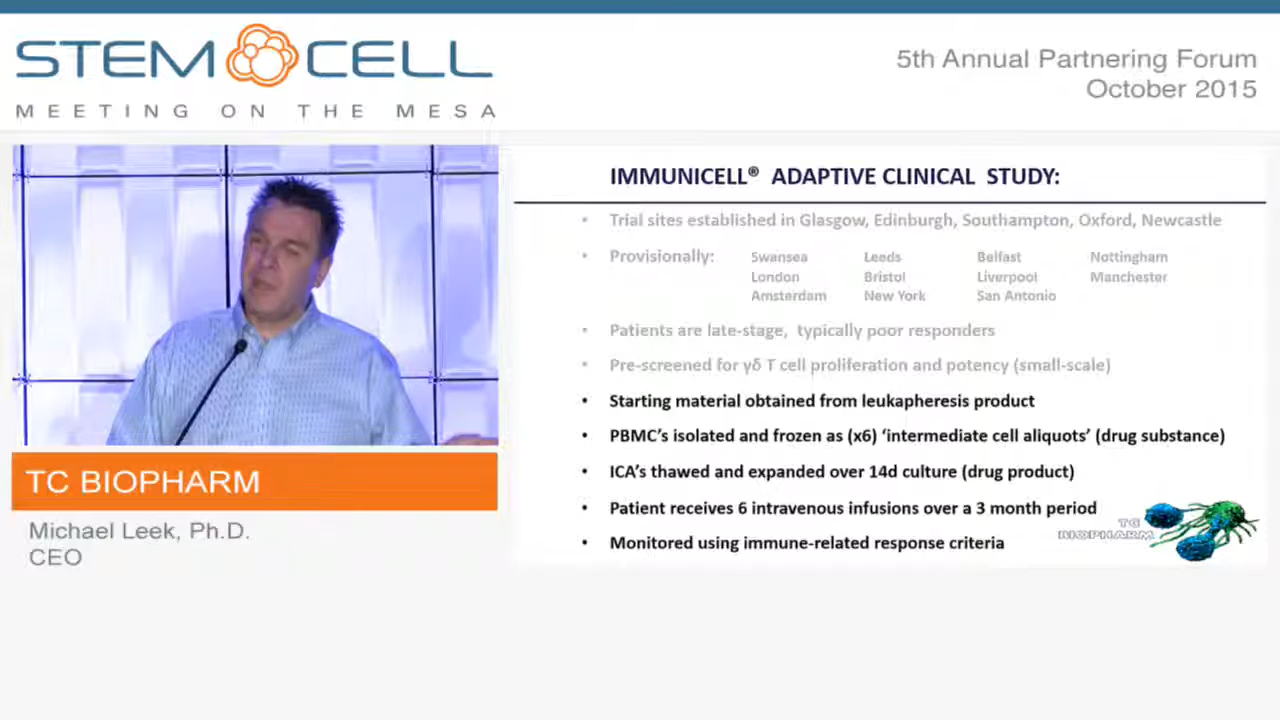 STEM CELL
MEETING ON THE MESA
5th Annual Partnering Forum
October 2015
IMMUNICELL® ADAPTIVE CLINICAL STUDY:
• Trial sites established in Glasgow, Edinburgh, Southampton, Oxford, Newcastle
• Provisionally: Swansea Leeds Belfast Nottingham
London Bristol Liverpool Manchester
Amsterdam New York San Antonio
• Patients are late-stage, typically poor responders
• Pre-screened for γδ T cell proliferation and potency (small-scale)
• Starting material obtained from leukapheresis product
• PBMC's isolated and frozen as (x6) 'intermediate cell aliquots' (drug substance)
• ICA's thawed and expanded over 14d culture (drug product)
• Patient receives 6 intravenous infusions over a 3 month period
• Monitored using immune-related response criteria
TC
BIOPHARM
TC BIOPHARM
Michael Leek, Ph.D.
CEO